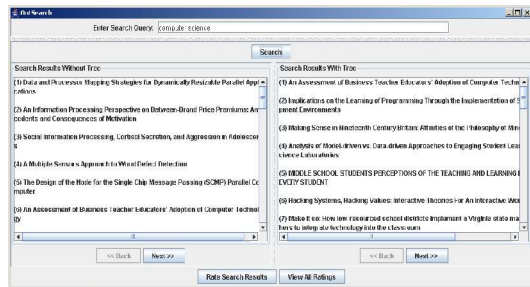 OntSearch
Enter Search Query: computer science
Search
Search Results Without Tree
(1) Data and Processor Mapping Strategies for Dynamically Resizable Parallel Appli
cations
(2) An Information Processing Perspective on Between-Brand Price Premiums: An
cedents and Consequences of Motivation
(3) Social Information Processing, Cortisol Secretion, and Aggression in Adolescen
s
(4) A Multiple Sensors Approach to Wood Defect Detection
(5) The Design of the Node for the Single Chip Message Passing (SCMP) Parallel Co
mputer
(6) An Assessment of Business Teacher Educators' Adoption of Computer Technol
gy
<< Back Next >>
Search Results With Tree
(1) An Assessment of Business Teacher Educators' Adoption of Computer Techn
(2) Implications on the Learning of Programming Through the Implementation of S
pment Environments
(3) Making Sense in Nineteenth Century Britain: Affinities of the Philosophy of Min
(4) Analysis of Model-driven vs. Data-driven Approaches to Engaging Student Lear
cience Laboratories
(5) MIDDLE SCHOOL STUDENTS PERCEPTIONS OF THE TEACHING AND LEARNING
EVERY STUDENT
(6) Hacking Systems, Hacking Values: Interactive Theories For An Interactive Wor
(7) Make it so: How low resourced school districts implement a Virginia state ma
hers to integrate technology into the classroom
<< Back Next >>
Rate Search Results View All Ratings